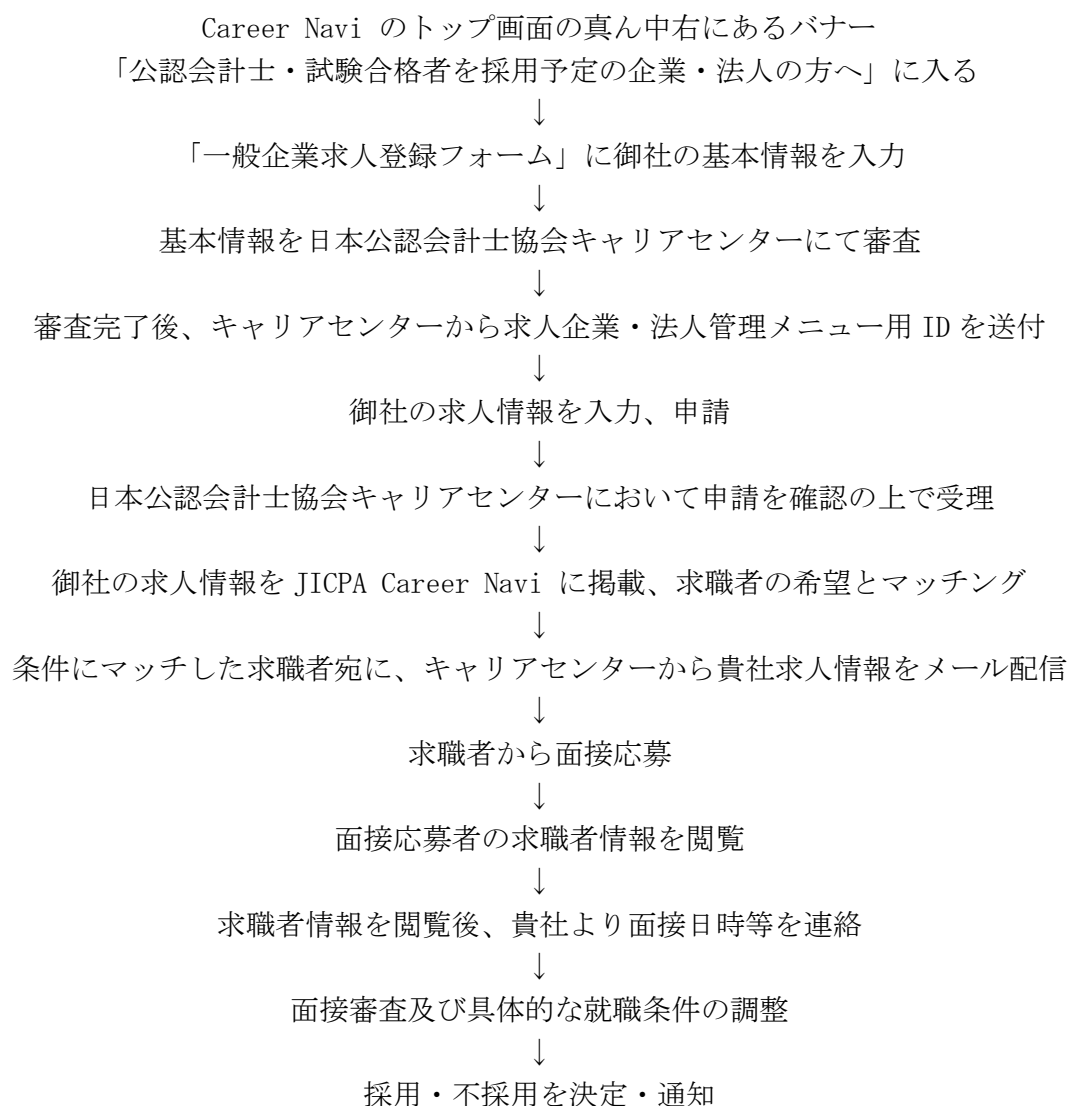 Career Navi のトップ画面の真ん中右にあるバナー
「公認会計士・試験合格者を採用予定の企業・法人の方へ」に入る
↓
「一般企業求人登録フォーム」に御社の基本情報を入力
↓
基本情報を日本公認会計士協会キャリアセンターにて審査
↓
審査完了後、キャリアセンターから求人企業・法人管理メニュー用 ID を送付
↓
御社の求人情報を入力、申請
↓
日本公認会計士協会キャリアセンターにおいて申請を確認の上で受理
↓
御社の求人情報を JICPA Career Navi に掲載、求職者の希望とマッチング
↓
条件にマッチした求職者宛に、キャリアセンターから貴社求人情報をメール配信
↓
求職者から面接応募
↓
面接応募者の求職者情報を閲覧
↓
求職者情報を閲覧後、貴社より面接日時等を連絡
↓
面接審査及び具体的な就職条件の調整
↓
採用・不採用を決定・通知